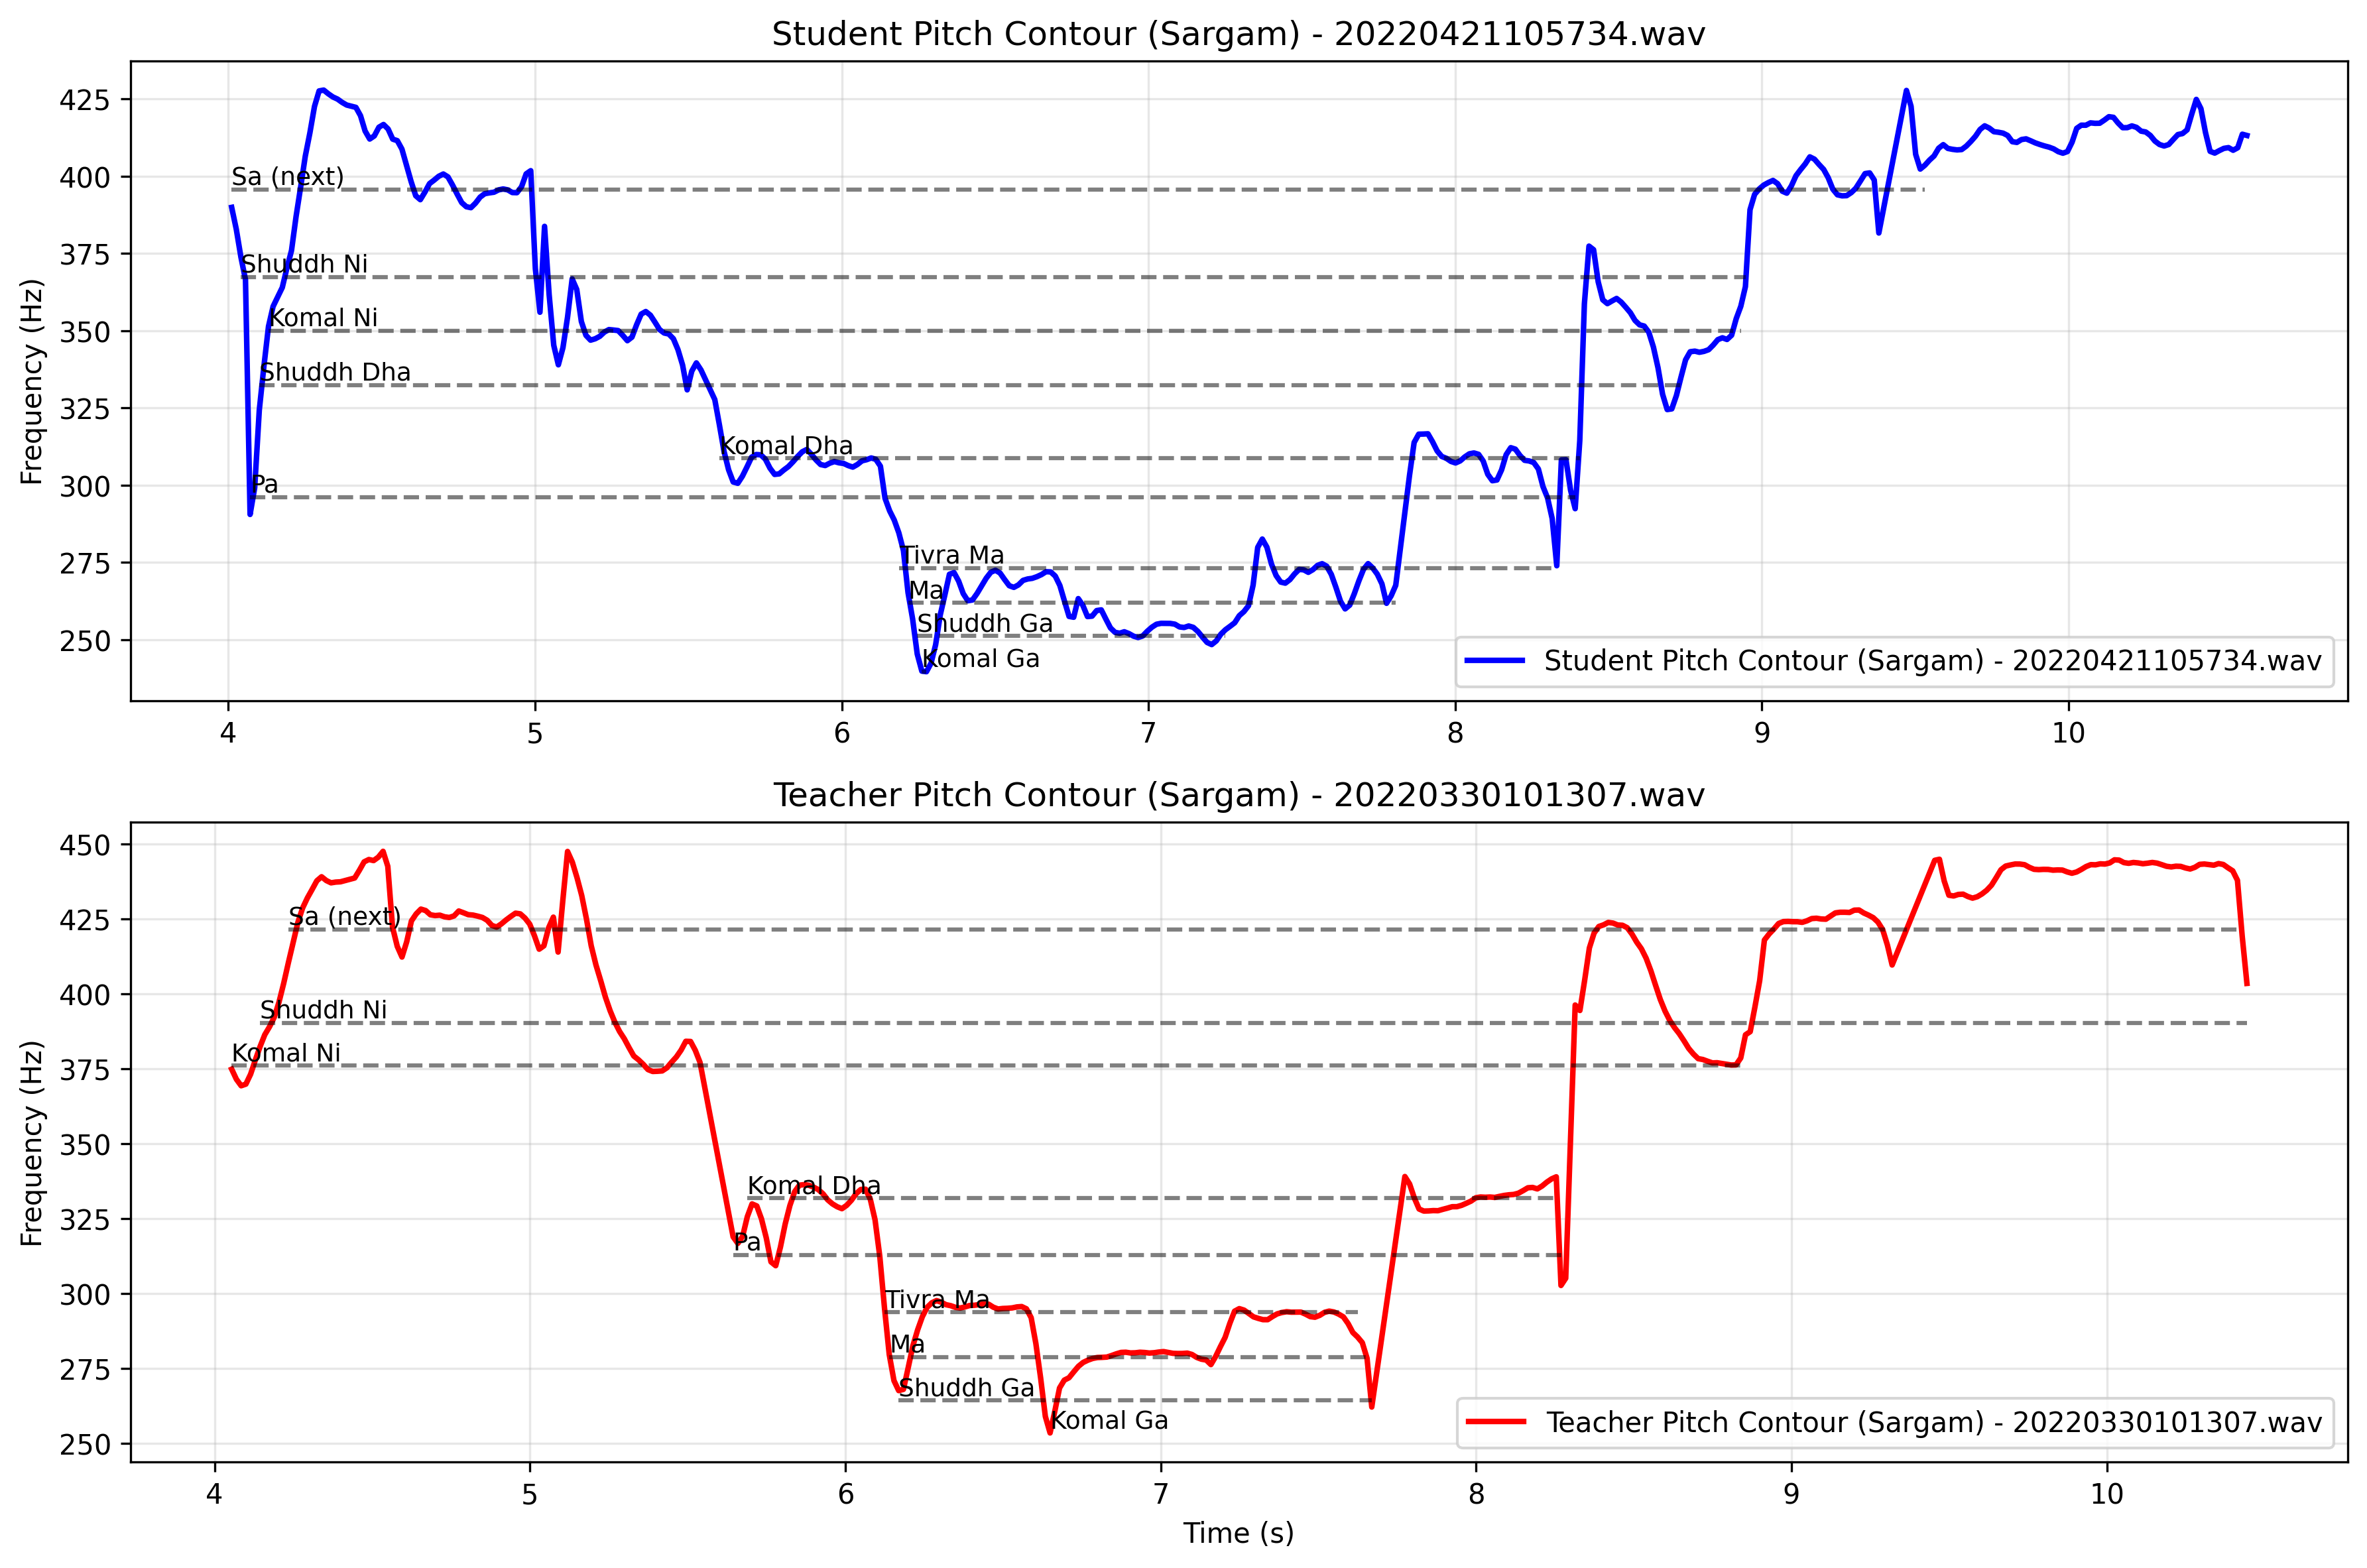 Student Pitch Contour (Sargam) - 20220421105734.wav
Frequency (Hz)
425
400
375
350
325
300
275
250
Sa (next)
Shuddh Ni
Komal Ni
Shuddh Dha
Komal Dha
Pa
Tivra Ma
Ma
Shuddh Ga
Komal Ga
Student Pitch Contour (Sargam) - 20220421105734.wav
4 5 6 7 8 9 10
Teacher Pitch Contour (Sargam) - 20220330101307.wav
Frequency (Hz)
450
425
400
375
350
325
300
275
250
Sa (next)
Shuddh Ni
Komal Ni
Komal Dha
Pa
Tivra Ma
Ma
Shuddh Ga
Komal Ga
Teacher Pitch Contour (Sargam) - 20220330101307.wav
4 5 6 7 8 9 10
Time (s)